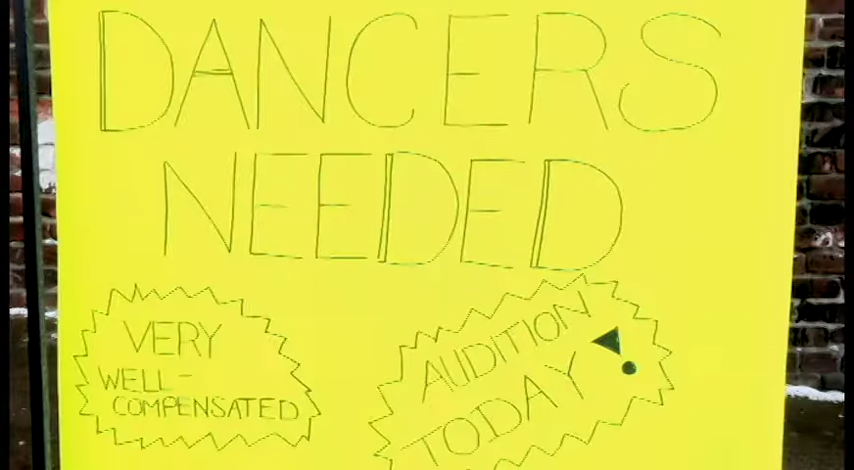 DANCERS
NEEDED
VERY
WELL-
COMPENSATED
AUDITION
TODAY!